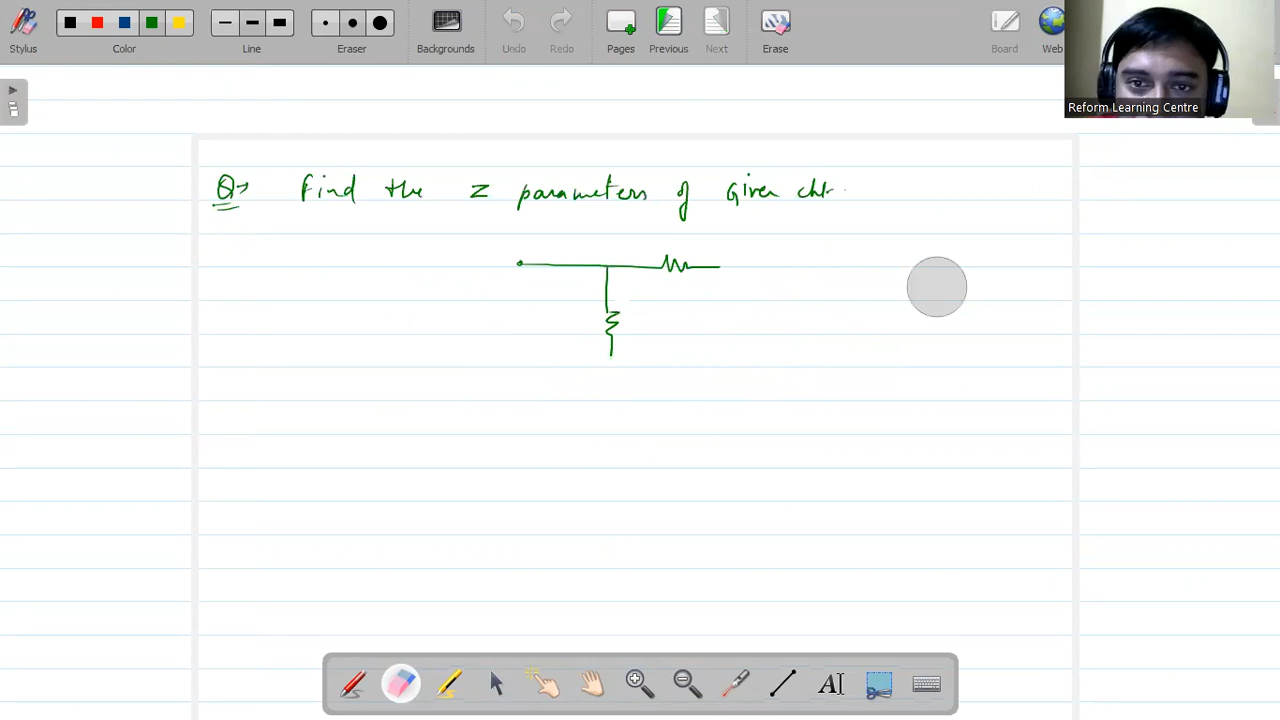 Stylus Color Line Eraser Backgrounds Undo Redo Pages Previous Next Erase Board Web
Reform Learning Centre
Q→ Find the Z parameters of Given ckt.
AI